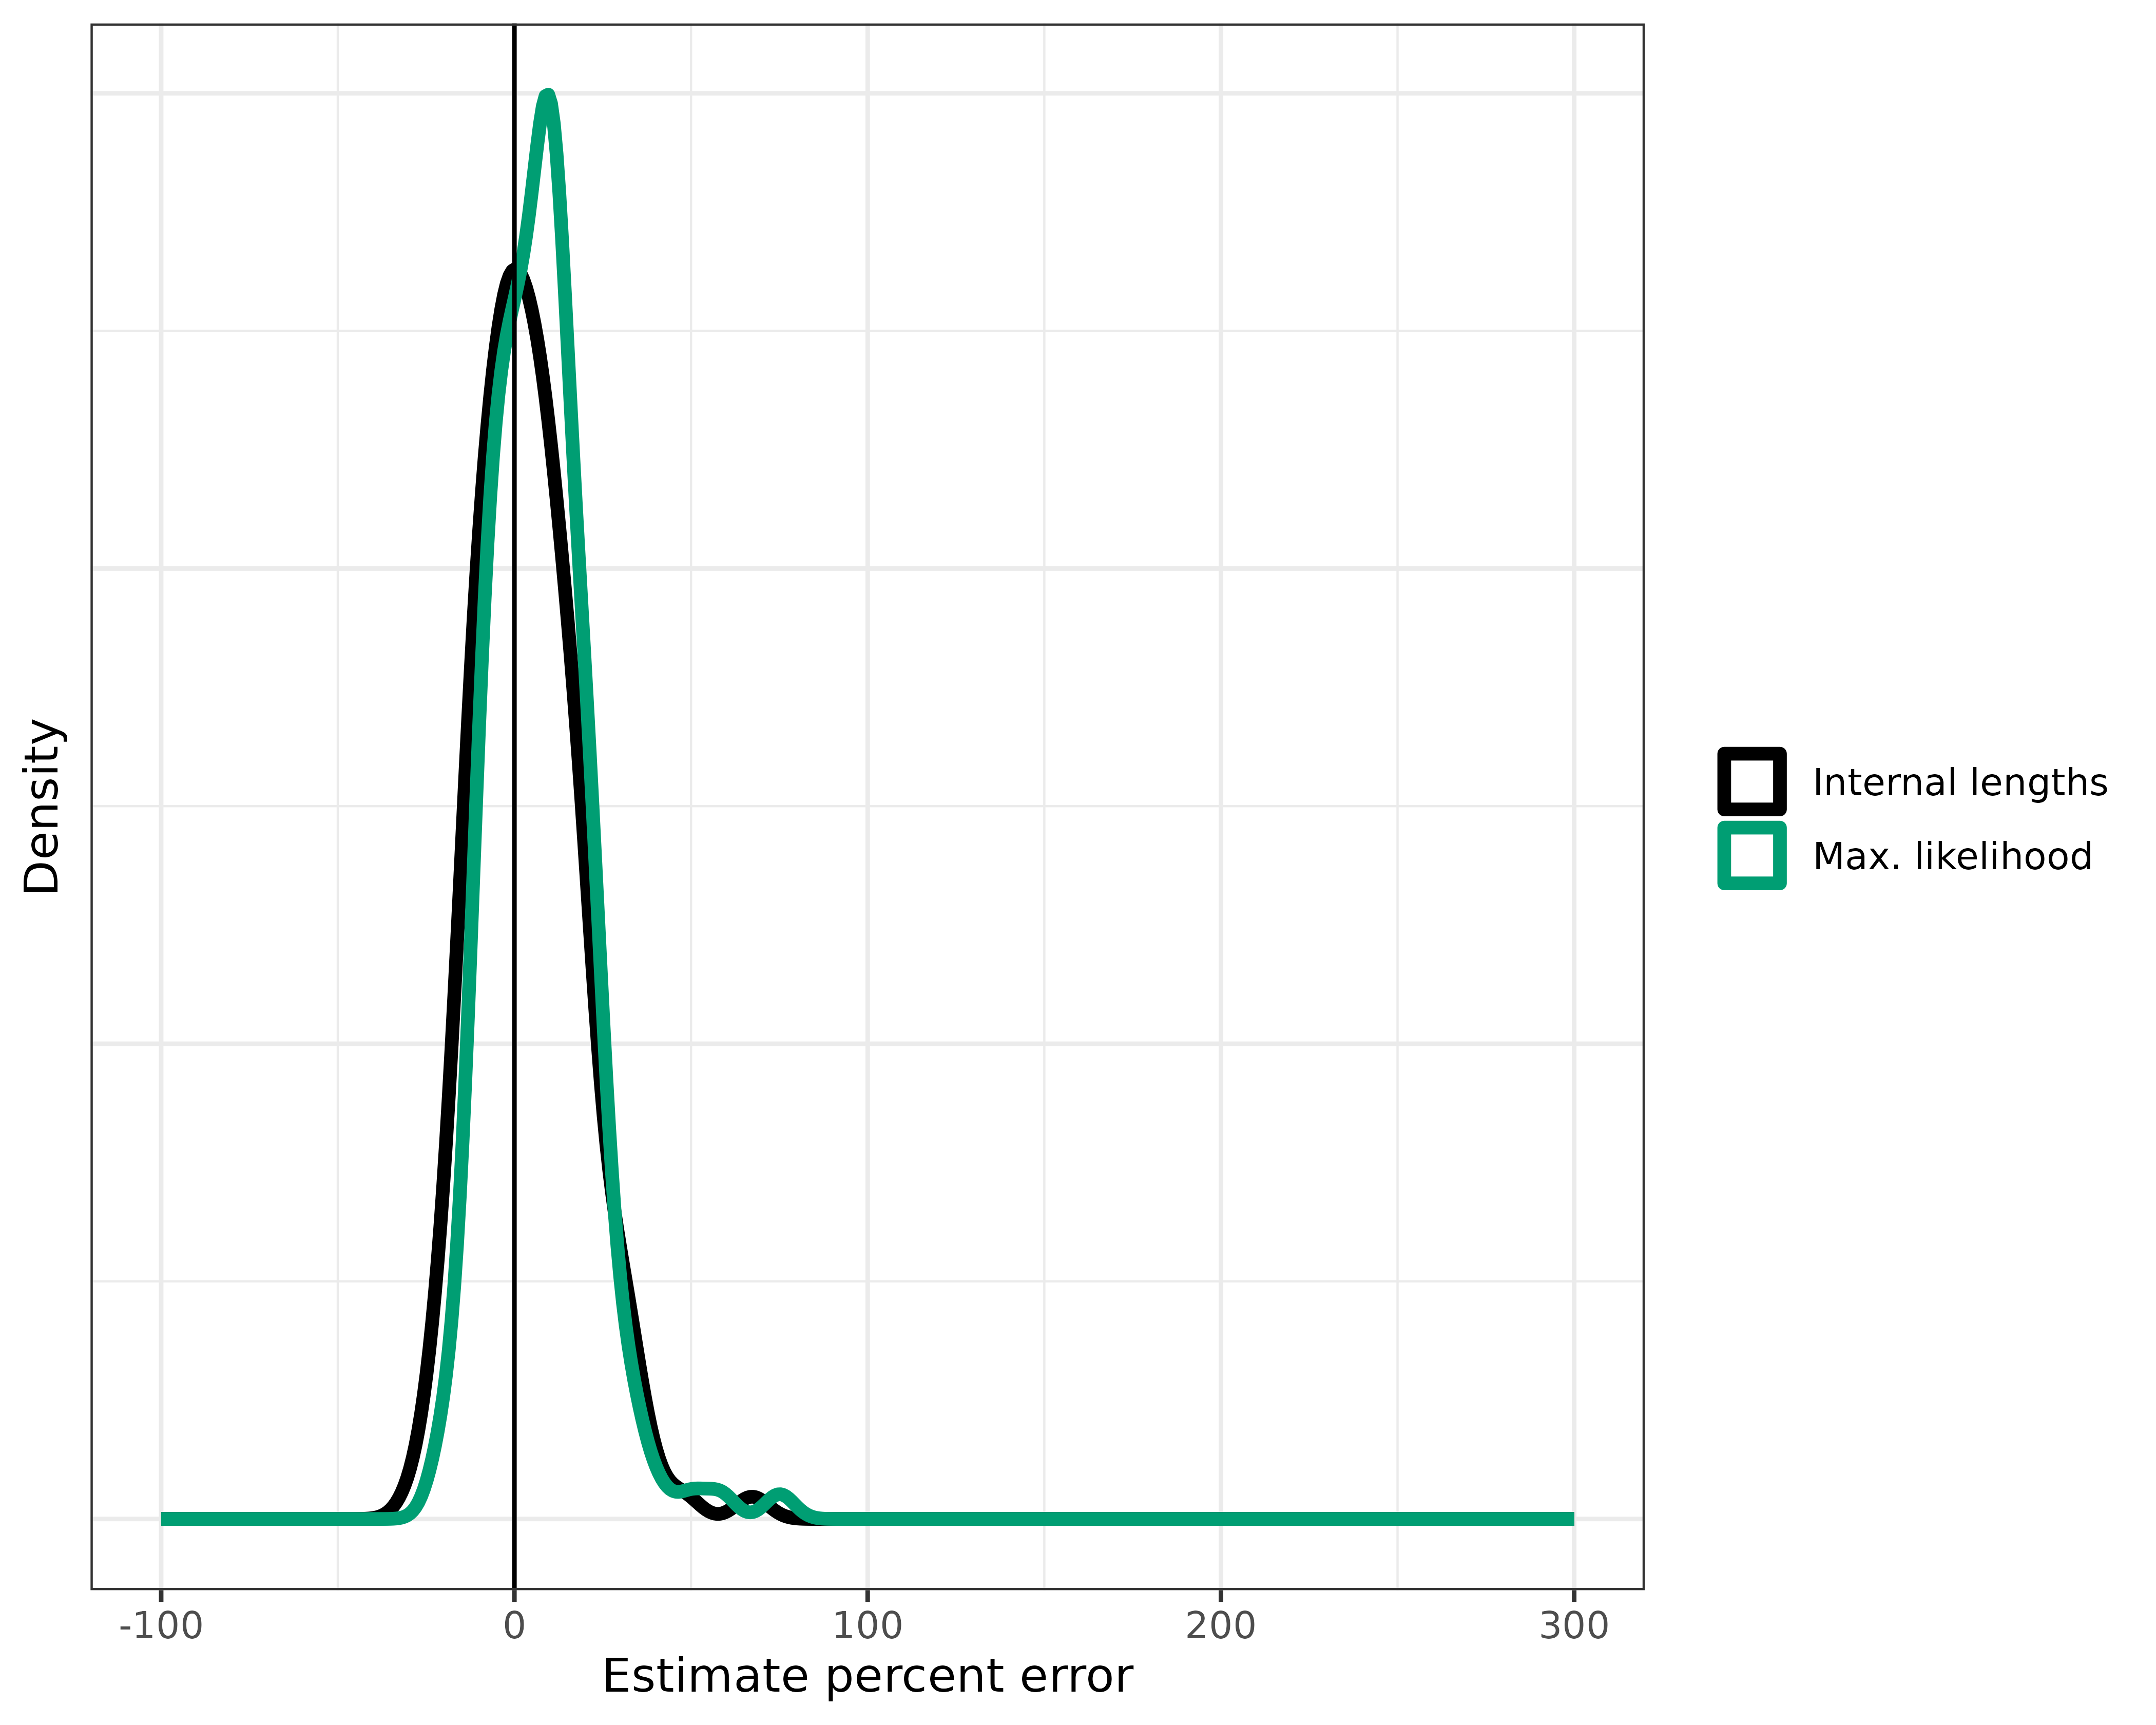 Density
Internal lengths
Max. likelihood
-100 0 100 200 300
Estimate percent error